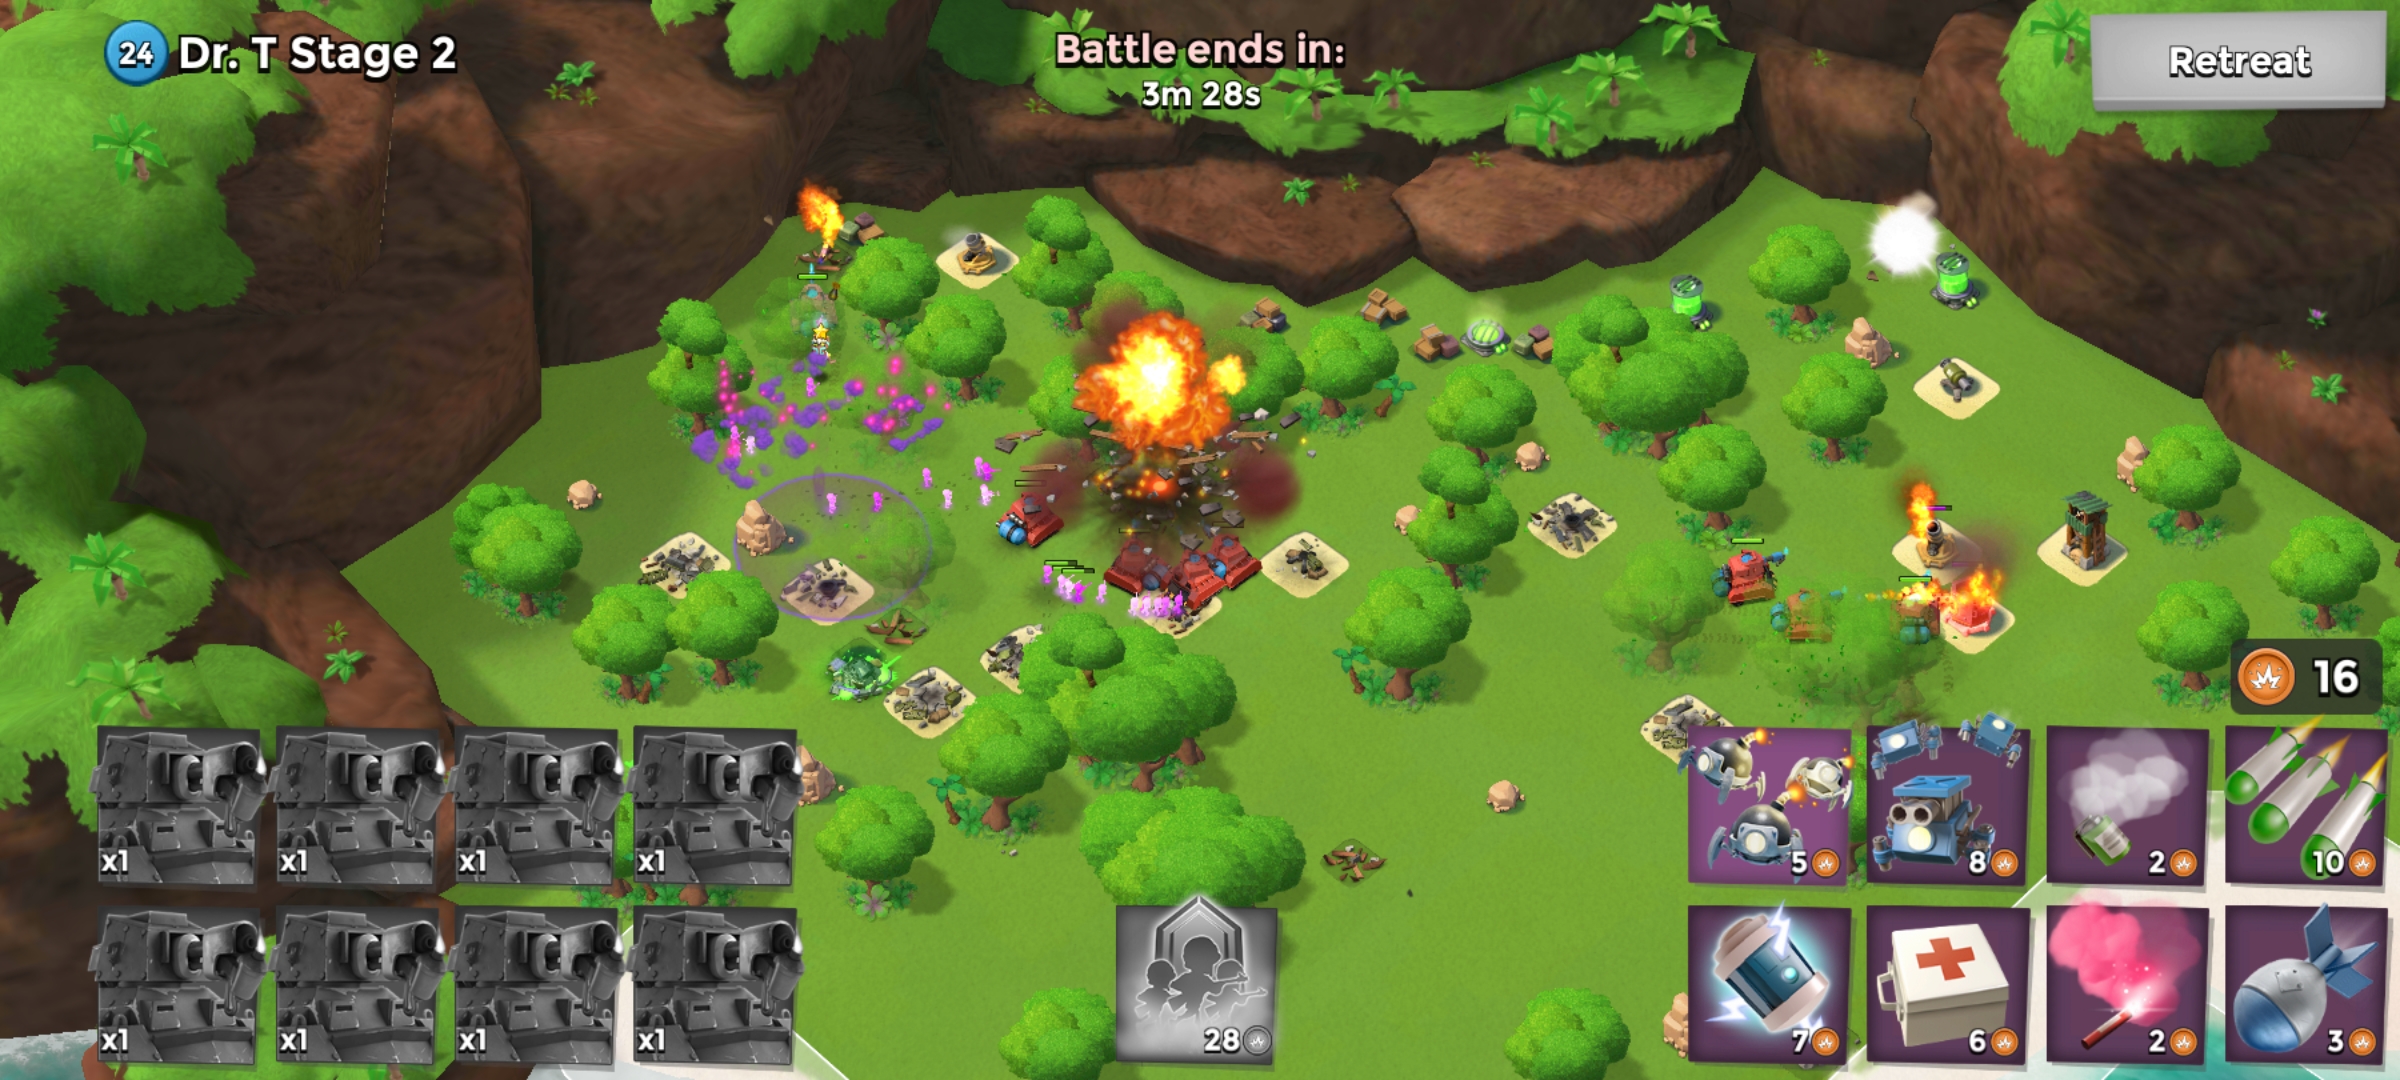 24 Dr. T Stage 2
Battle ends in:
3m 28s
Retreat
16
x1 x1 x1 x1
5 8 2 10
x1 x1 x1 x1
28
7 6 2 3